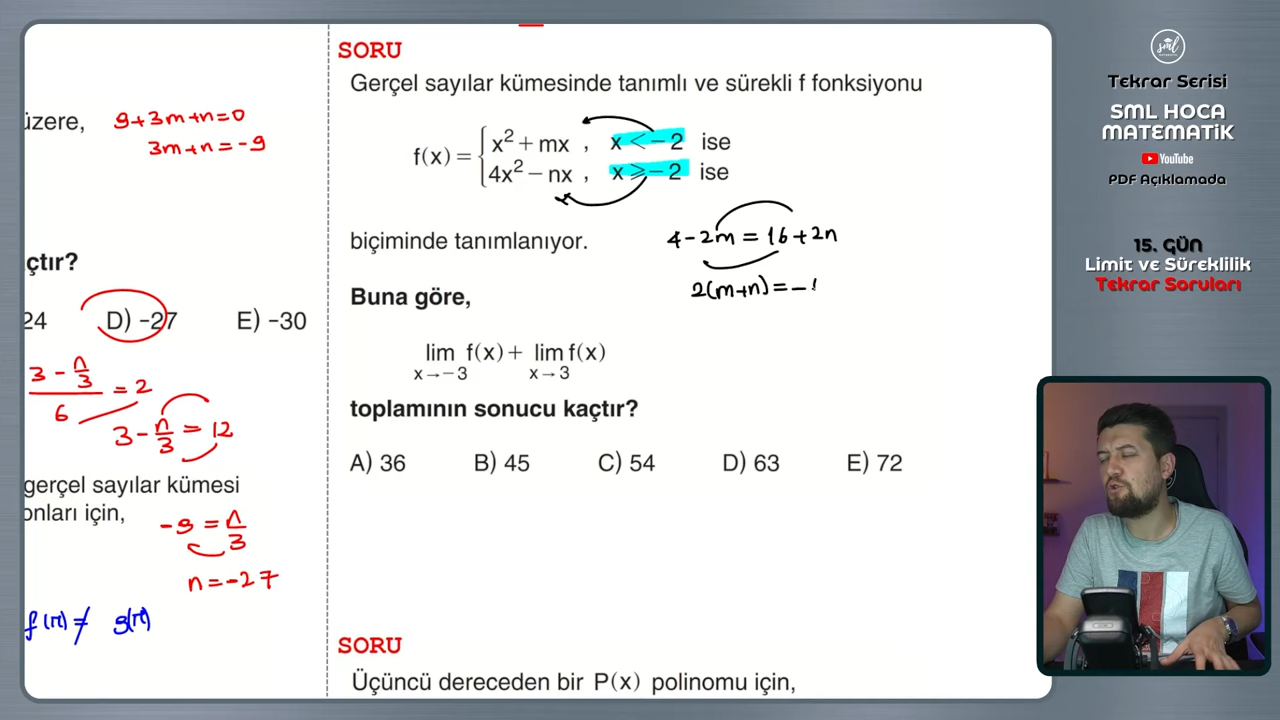 üzere,
9+3m+n=0
3m+n=-9
çtır?
24 D) -27 E) -30
3 - n/3
6
= 2
3 - n/3 = 12
gerçel sayılar kümesi
onları için,
-9 = n/3
n=-27
f(π) ≠ g(π)
SORU
Gerçel sayılar kümesinde tanımlı ve sürekli f fonksiyonu
f(x) = { x² + mx , x < -2 ise
4x² - nx , x ⩾ -2 ise
biçiminde tanımlanıyor.
4-2m = 16+2n
2(m+n)=-1
Buna göre,
lim f(x) + lim f(x)
x→-3 x→3
toplamının sonucu kaçtır?
A) 36 B) 45 C) 54 D) 63 E) 72
SORU
Üçüncü dereceden bir P(x) polinomu için,
sml
Tekrar Serisi
SML HOCA
MATEMATİK
YouTube
PDF Açıklamada
15. GÜN
Limit ve Süreklilik
Tekrar Soruları